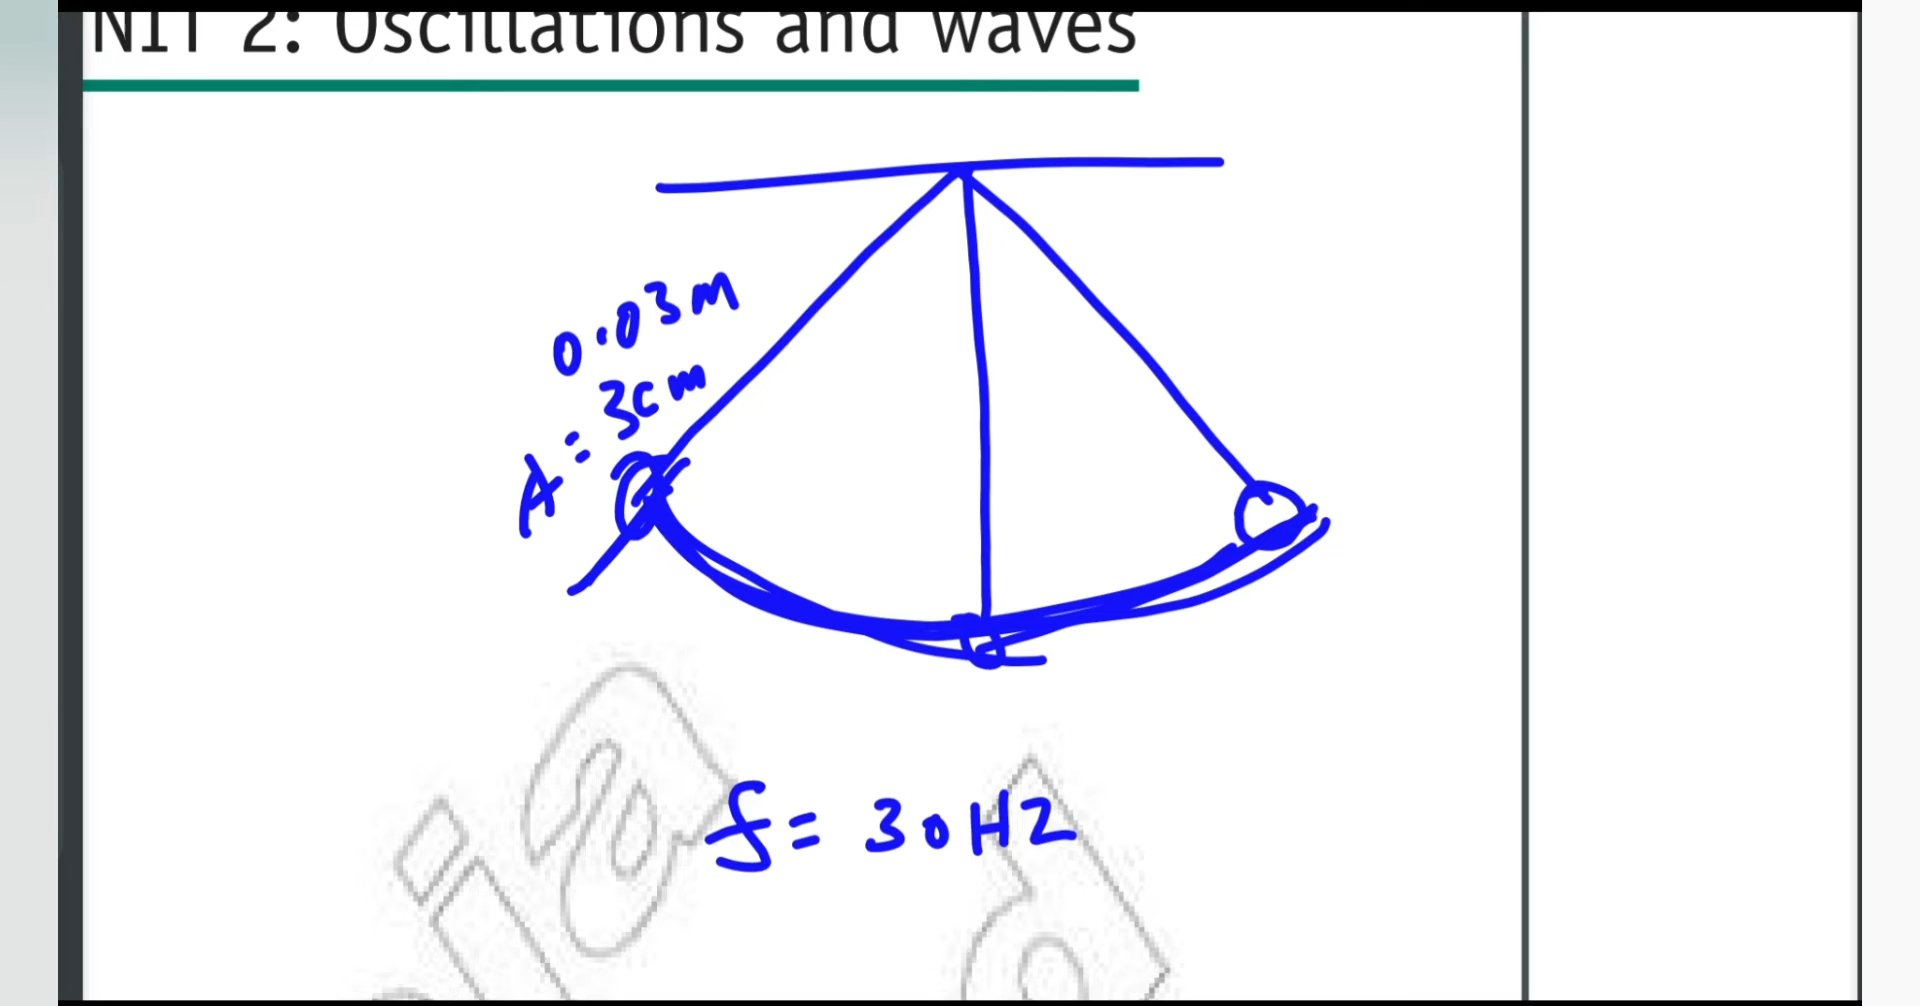 NIT 2: Oscillations and waves
0.03m
A = 3cm
f = 30HZ